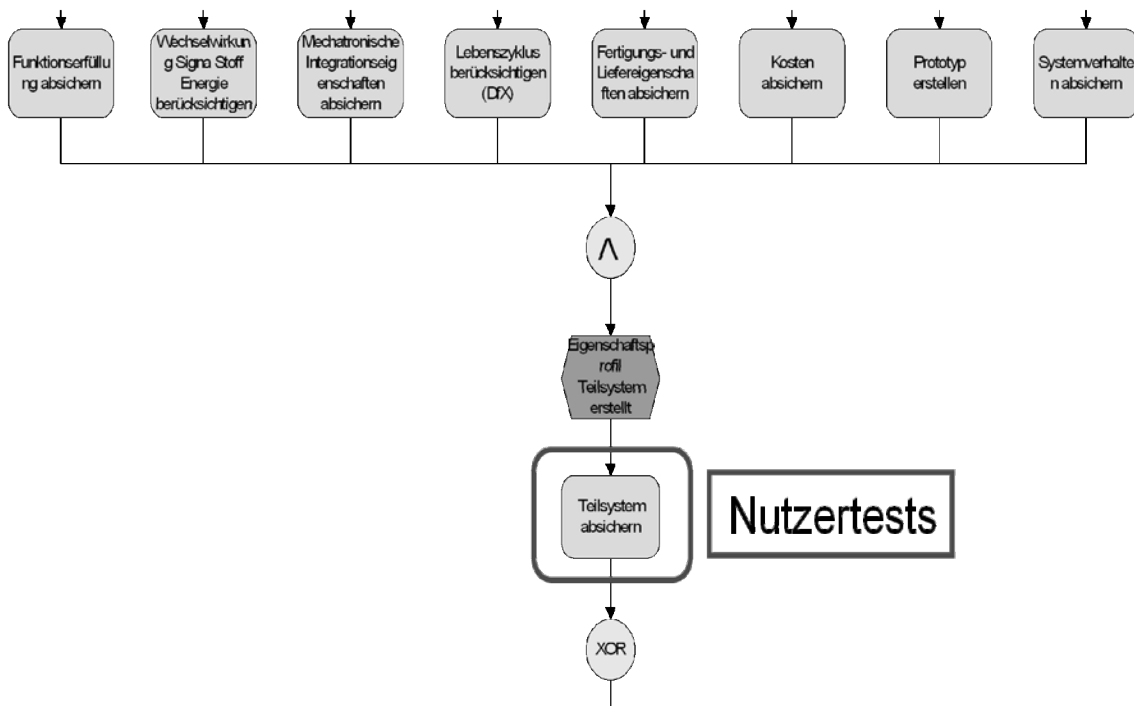 Funktionserfüllu
ng absichern
Wechselwirkun
g Signa Stoff
Energie
berücksichtigen
Mechatronische
Integrationseig
enschaften
absichern
Lebenszyklus
berücksichtigen
(DfX)
Fertigungs- und
Liefereigenscha
ften absichern
Kosten
absichern
Prototyp
erstellen
Systemverhalte
n absichern
Λ
Eigenschaftsp
rofil
Teilsystem
erstellt
Teilsystem
absichern
Nutzertests
XOR